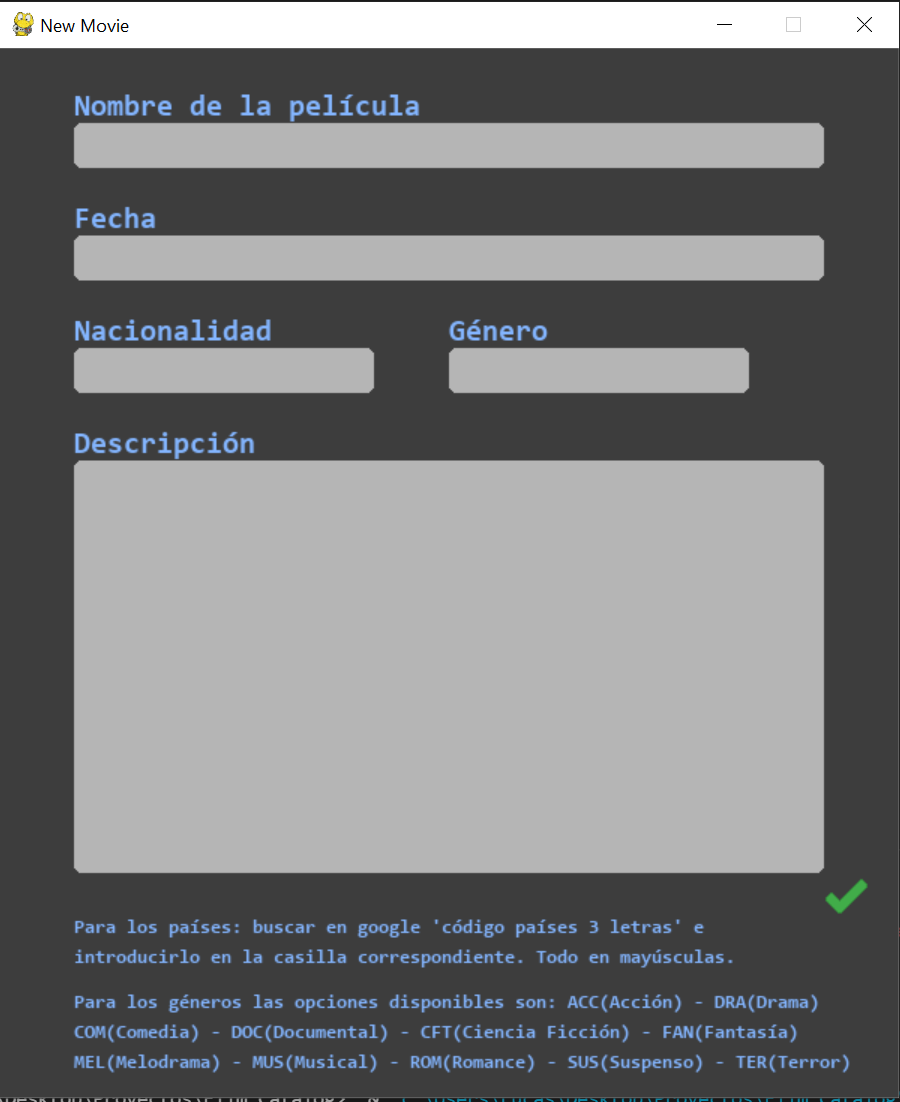 New Movie
Nombre de la película
Fecha
Nacionalidad Género
Descripción
Para los países: buscar en google 'código países 3 letras' e
introducirlo en la casilla correspondiente. Todo en mayúsculas.
Para los géneros las opciones disponibles son: ACC(Acción) - DRA(Drama)
COM(Comedia) - DOC(Documental) - CFT(Ciencia Ficción) - FAN(Fantasía)
MEL(Melodrama) - MUS(Musical) - ROM(Romance) - SUS(Suspenso) - TER(Terror)